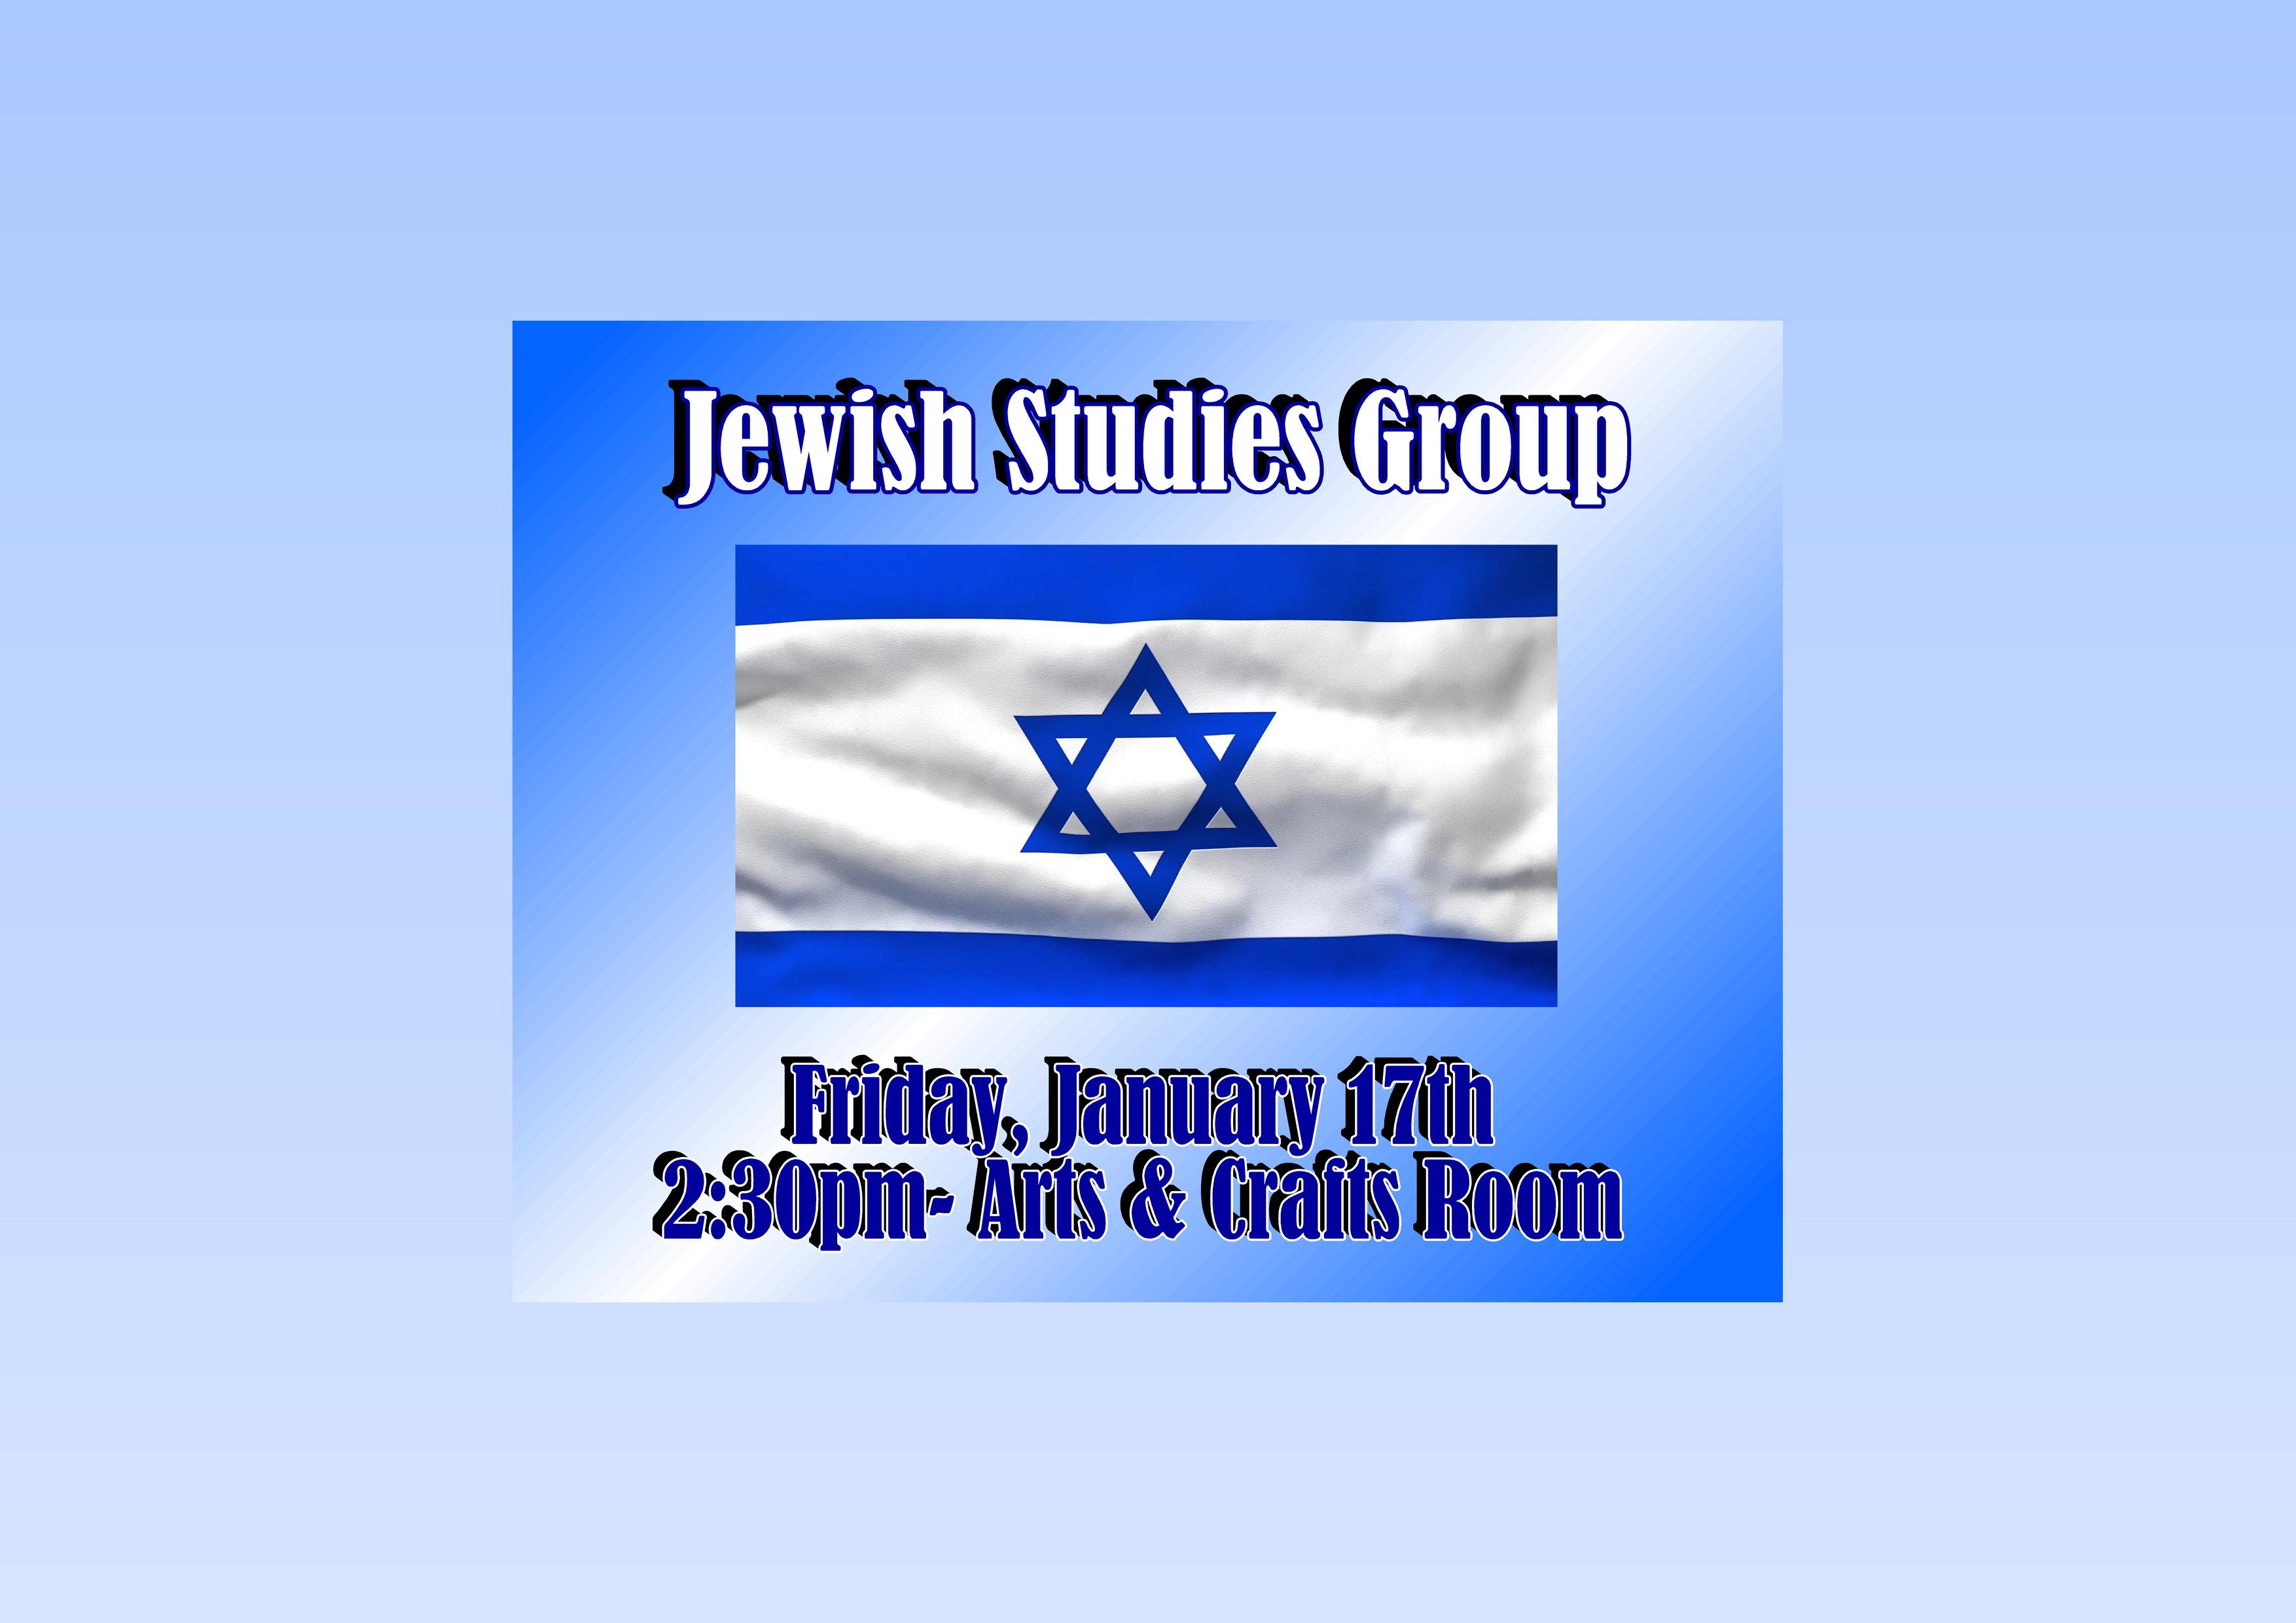 Jewish Studies Group
Friday, January 17th
2:30pm- Arts & Crafts Room